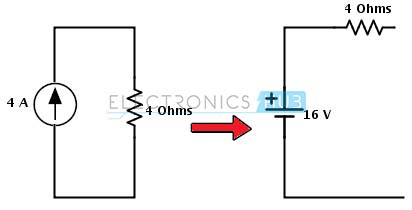 4 Ohms
4 A
ELECTRONICS HUB
4 Ohms
+
16 V